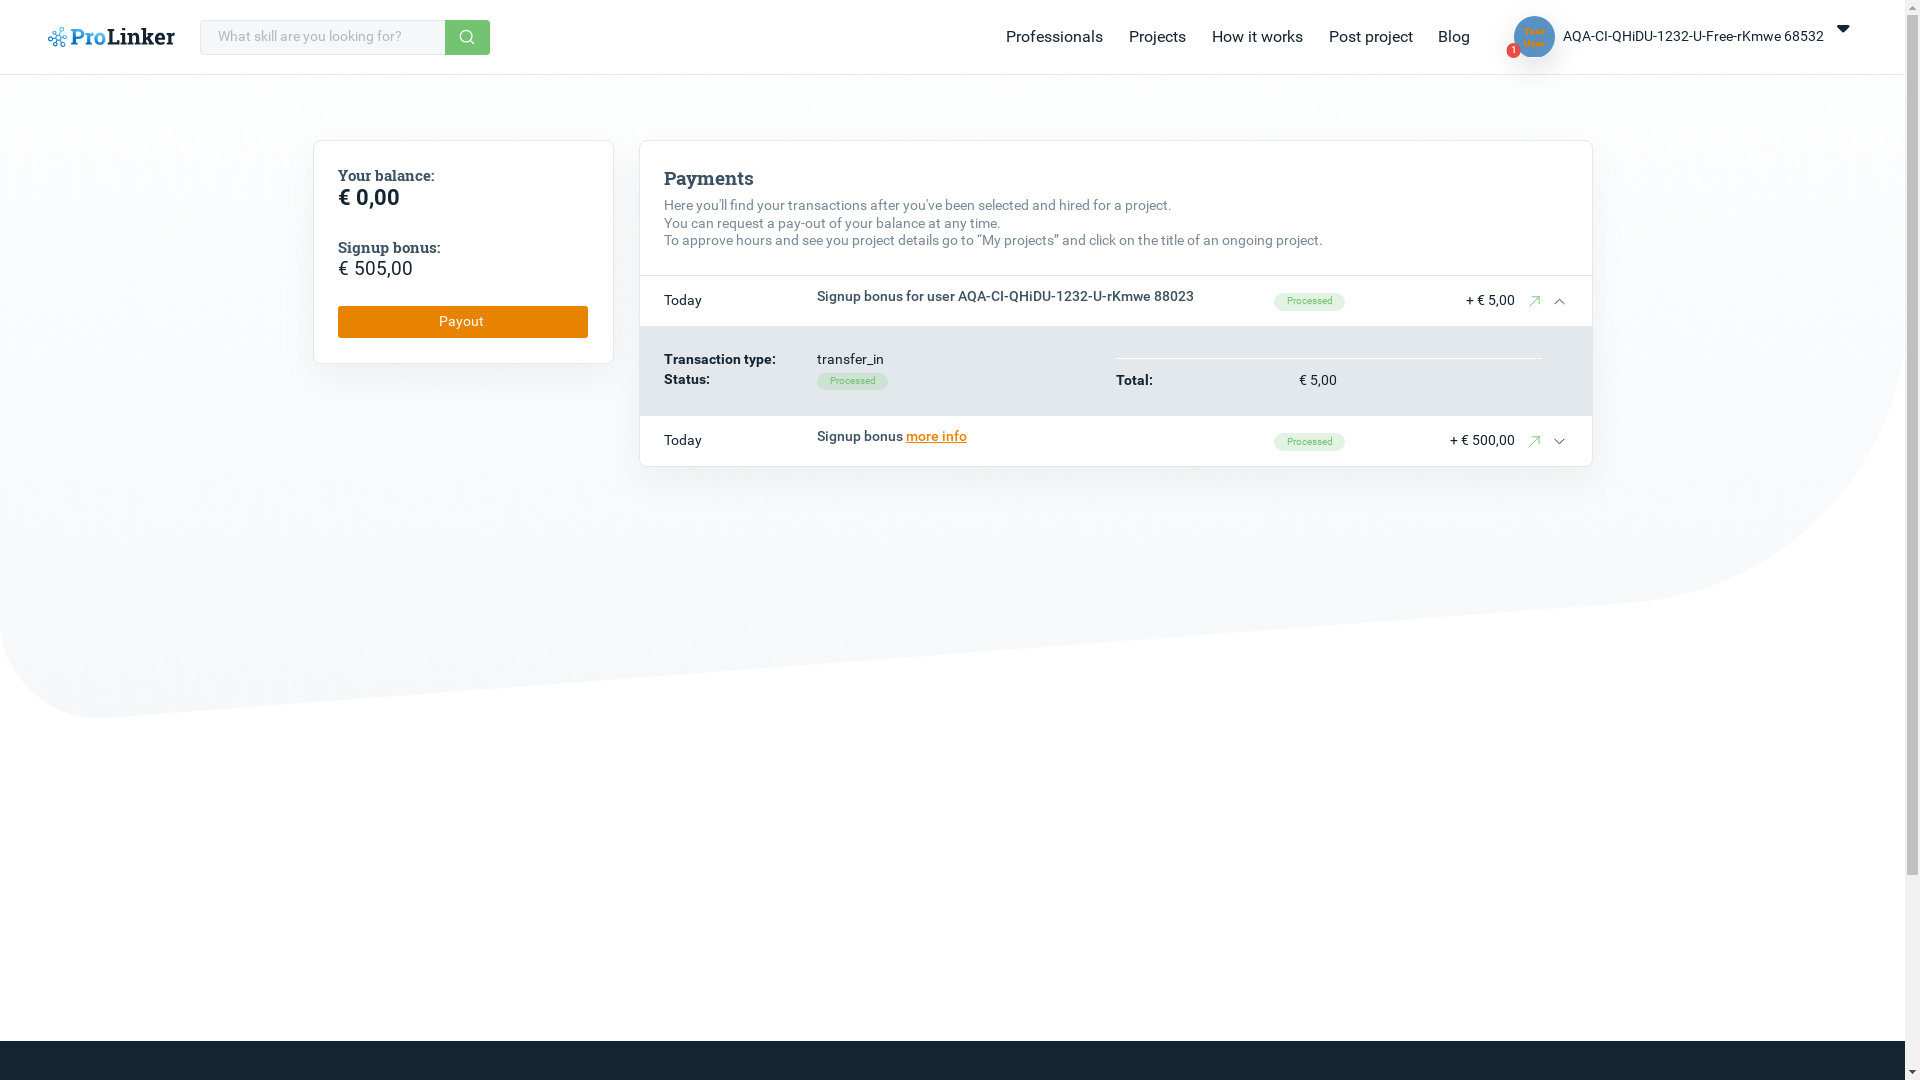 ProLinker
What skill are you looking for?
Professionals
Projects
How it works
Post project
Blog
Test
User
1
AQA-CI-QHiDU-1232-U-Free-rKmwe 68532
Your balance:
€ 0,00
Signup bonus:
€ 505,00
Payout
Payments
Here you'll find your transactions after you've been selected and hired for a project.
You can request a pay-out of your balance at any time.
To approve hours and see you project details go to “My projects” and click on the title of an ongoing project.
Today
Signup bonus for user AQA-CI-QHiDU-1232-U-rKmwe 88023
Processed
+ € 5,00
Transaction type:
transfer_in
Status:
Processed
Total:
€ 5,00
Today
Signup bonus more info
Processed
+ € 500,00